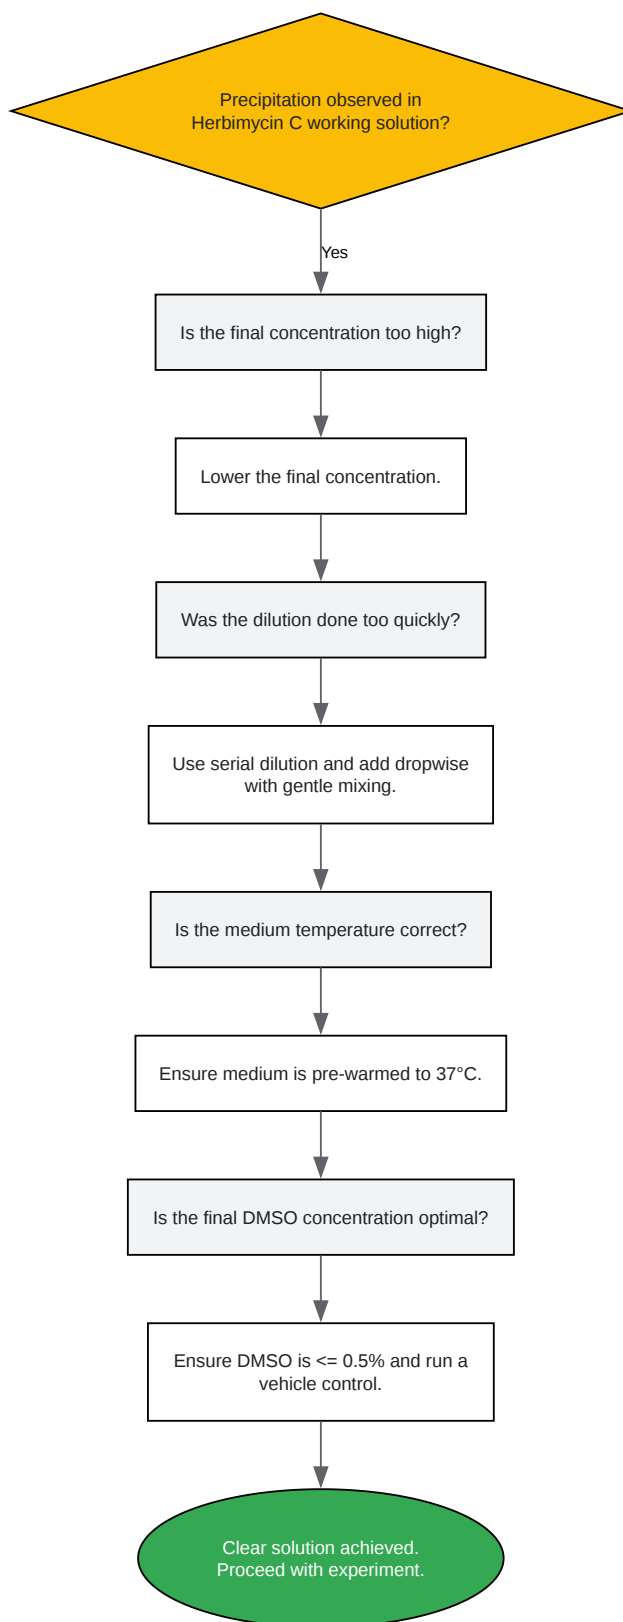 Precipitation observed in
Herbimycin C working solution?
Yes
Is the final concentration too high?
Lower the final concentration.
Was the dilution done too quickly?
Use serial dilution and add dropwise
with gentle mixing.
Is the medium temperature correct?
Ensure medium is pre-warmed to 37°C.
Is the final DMSO concentration optimal?
Ensure DMSO is <= 0.5% and run a
vehicle control.
Clear solution achieved.
Proceed with experiment.